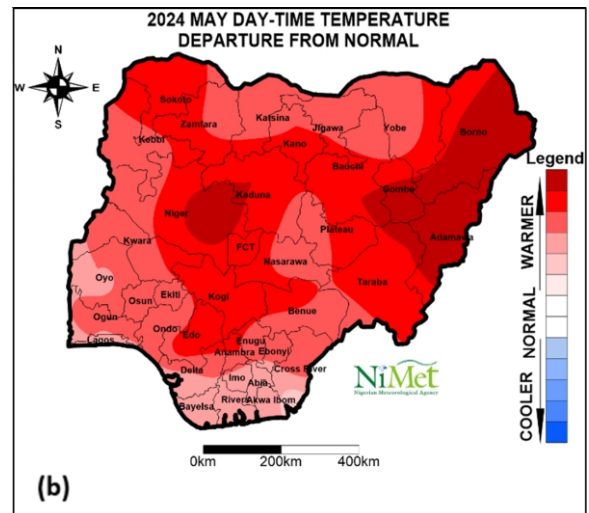 2024 MAY DAY-TIME TEMPERATURE
DEPARTURE FROM NORMAL
N
W E
S
Sokoto
Zamfara
Katsina
Jigawa
Yobe
Borno
Kebbi
Kano
Legend
Bauchi
Gombe
Kaduna
Niger
Plateau
Adamawa
Kwara
FCT
Nasarawa
Oyo
Taraba
Osun
Ekiti
Kogi
Ogun
Benue
Ondo
Edo
Lagos
Enugu
Anambra
Ebonyi
Delta
Imo
Abia
Cross River
Bayelsa
Rivers
Akwa Ibom
WARMER
NORMAL
COOLER
NiMet
Nigerian Meteorological Agency
0km 200km 400km
(b)